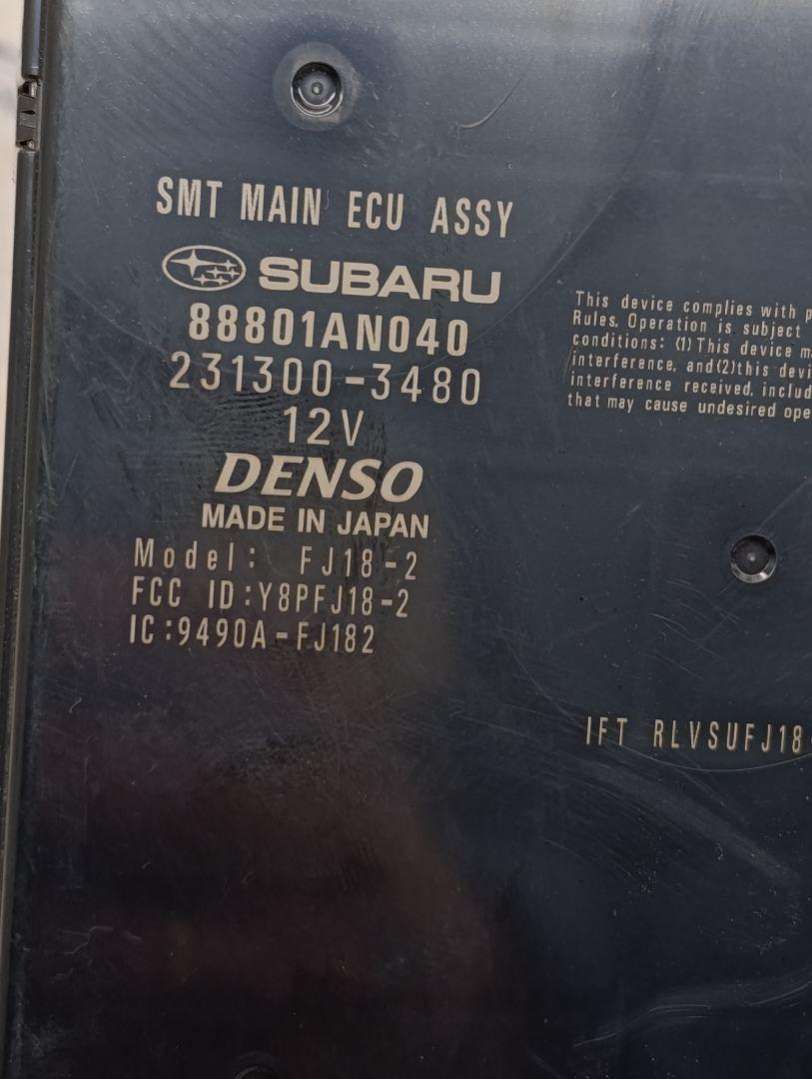 SMT MAIN ECU ASSY
SUBARU
88801AN040
231300-3480
12V
DENSO
MADE IN JAPAN
Model: FJ18-2
FCC ID:Y8PFJ18-2
IC:9490A-FJ182
This device complies with
Rules. Operation is subject
conditions: (1) This device
interference, and(2)this
interference received, 
that may cause undesired
IFT RLVSUFJ18